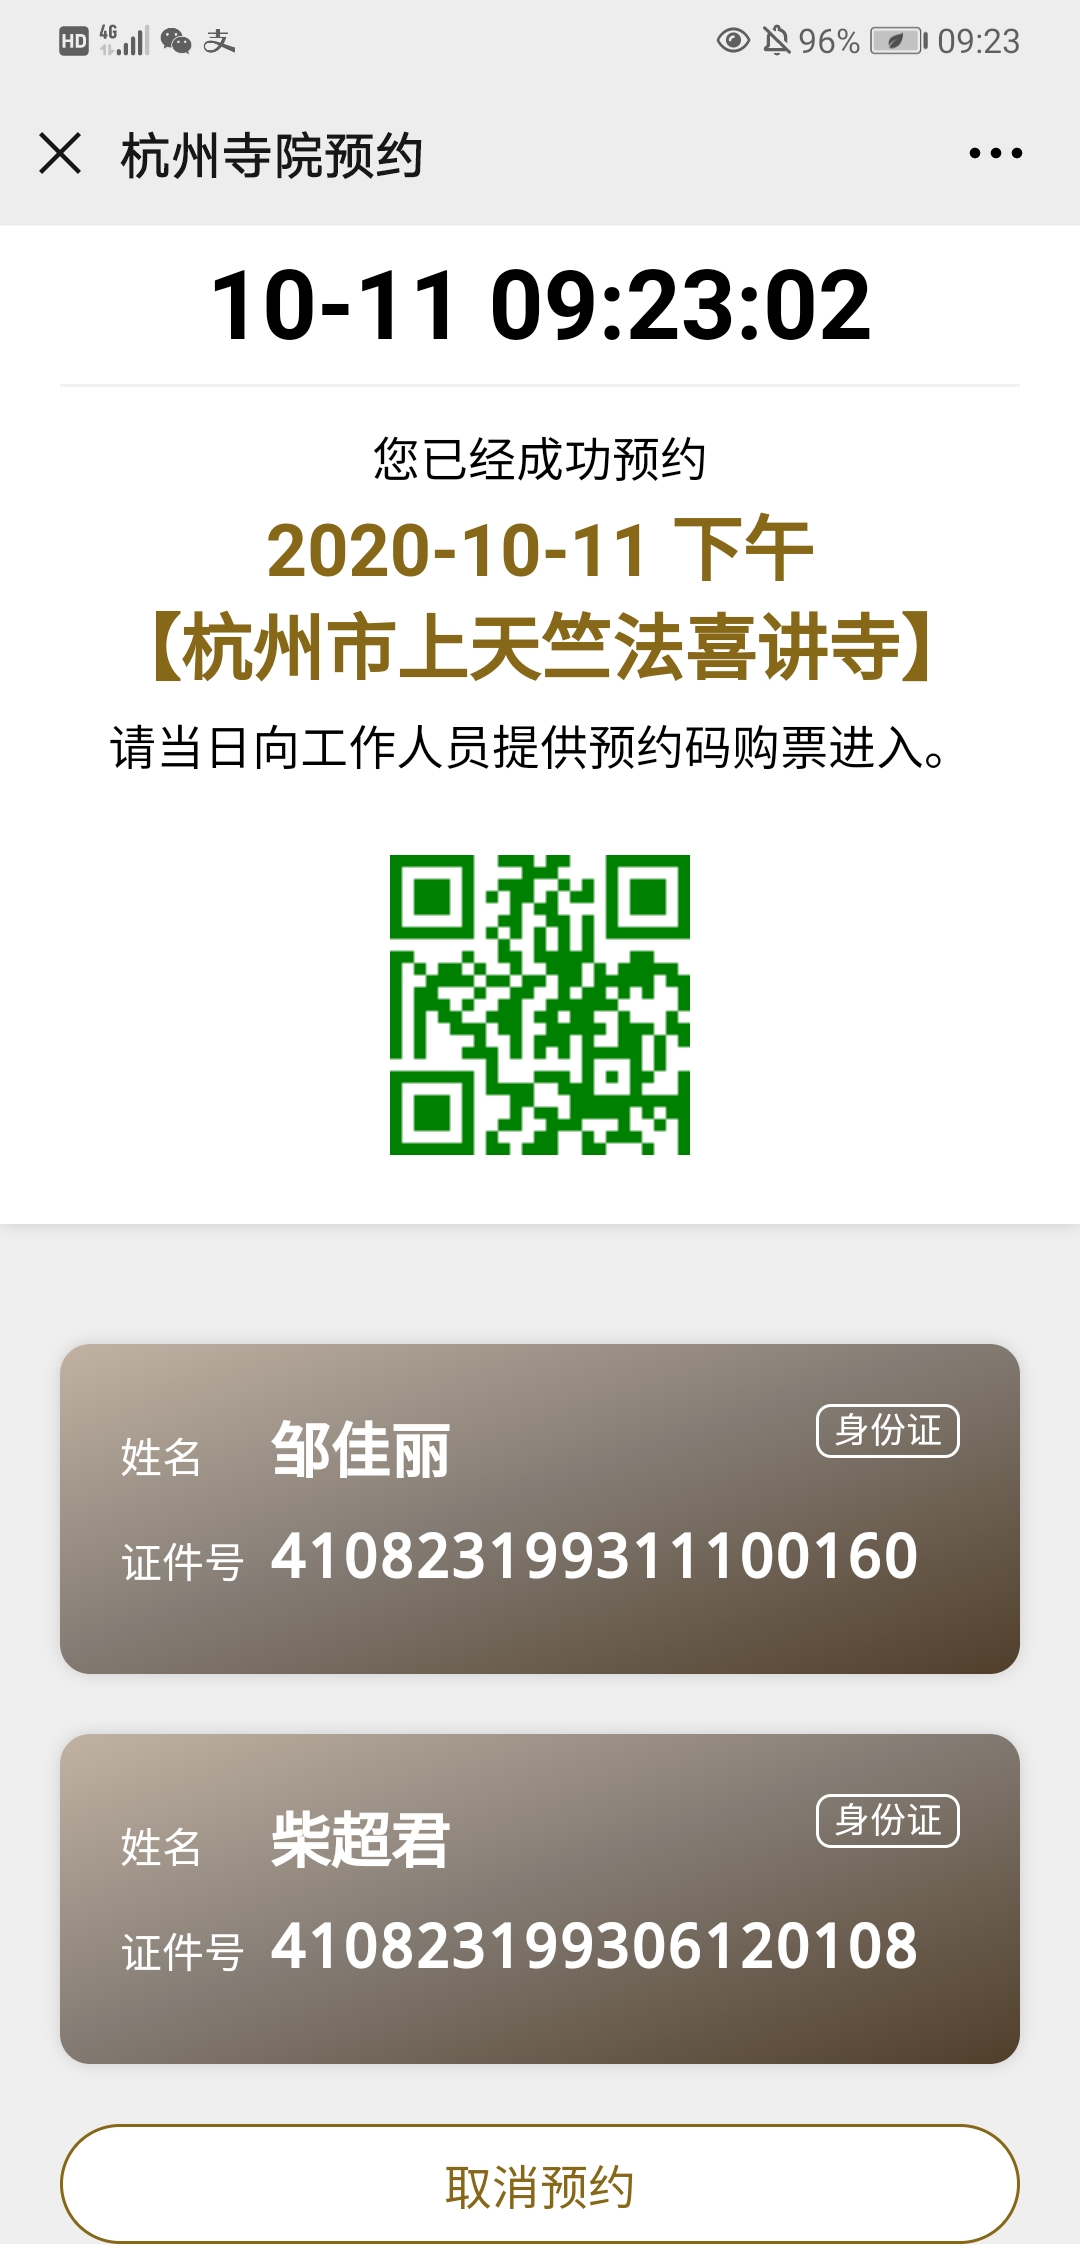 HD 4G 支 96% 09:23
杭州寺院预约
10-11 09:23:02
您已经成功预约
2020-10-11 下午
【杭州市上天竺法喜讲寺】
请当日向工作人员提供预约码购票进入。
身份证
姓名 邹佳丽
证件号 410823199311100160
身份证
姓名 柴超君
证件号 410823199306120108
取消预约